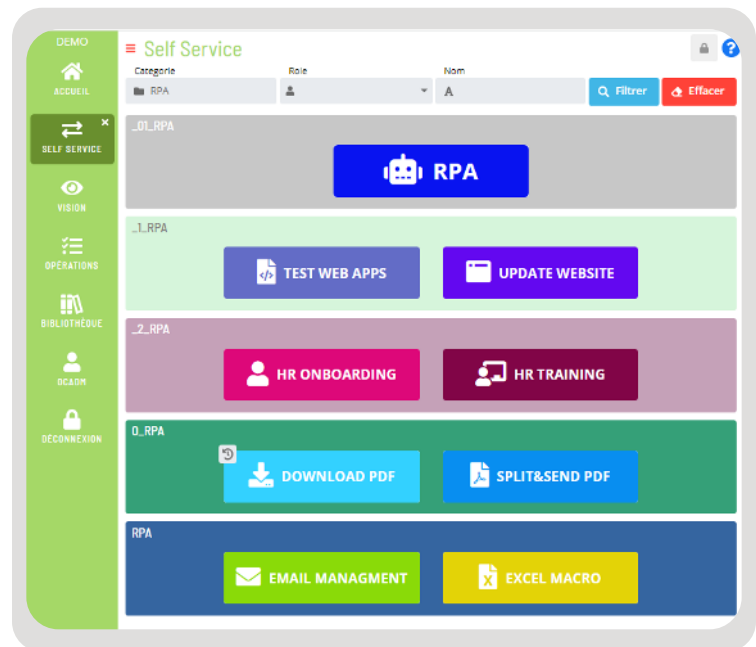 DEMO
ACCUEIL
SELF SERVICE
×
VISION
OPÉRATIONS
BIBLIOTHÈQUE
OCADM
DÉCONNEXION
Self Service
?
Categorie Role Nom
RPA A Filtrer Effacer
_01_RPA
RPA
_1_RPA
TEST WEB APPS UPDATE WEBSITE
_2_RPA
HR ONBOARDING HR TRAINING
0_RPA
DOWNLOAD PDF SPLIT&SEND PDF
RPA
EMAIL MANAGMENT EXCEL MACRO